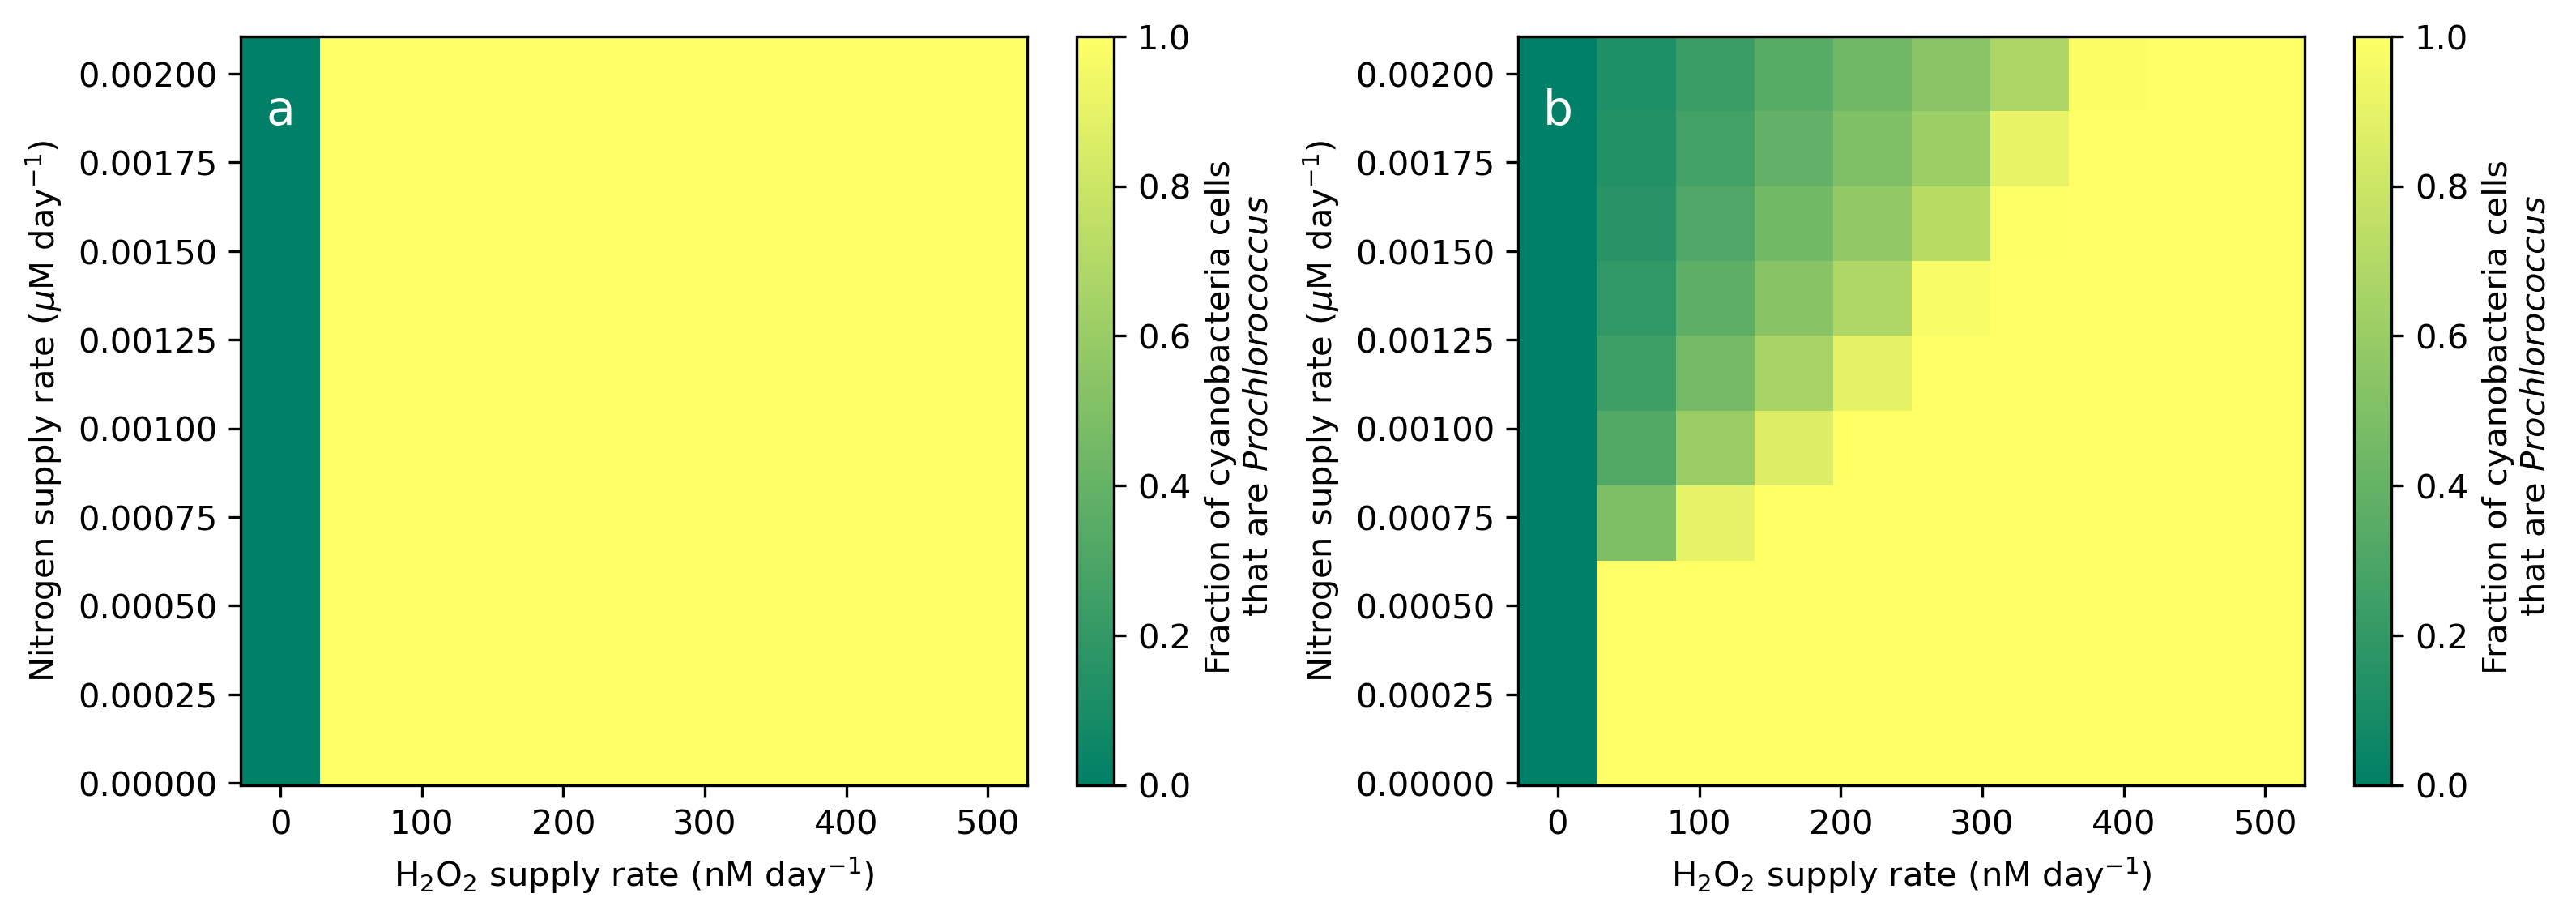 a
Nitrogen supply rate (μM day⁻¹)
0.00200
0.00175
0.00150
0.00125
0.00100
0.00075
0.00050
0.00025
0.00000
0 100 200 300 400 500
H₂O₂ supply rate (nM day⁻¹)
1.0
0.8
0.6
0.4
0.2
0.0
Fraction of cyanobacteria cells
that are Prochlorococcus
b
Nitrogen supply rate (μM day⁻¹)
0.00200
0.00175
0.00150
0.00125
0.00100
0.00075
0.00050
0.00025
0.00000
0 100 200 300 400 500
H₂O₂ supply rate (nM day⁻¹)
1.0
0.8
0.6
0.4
0.2
0.0
Fraction of cyanobacteria cells
that are Prochlorococcus